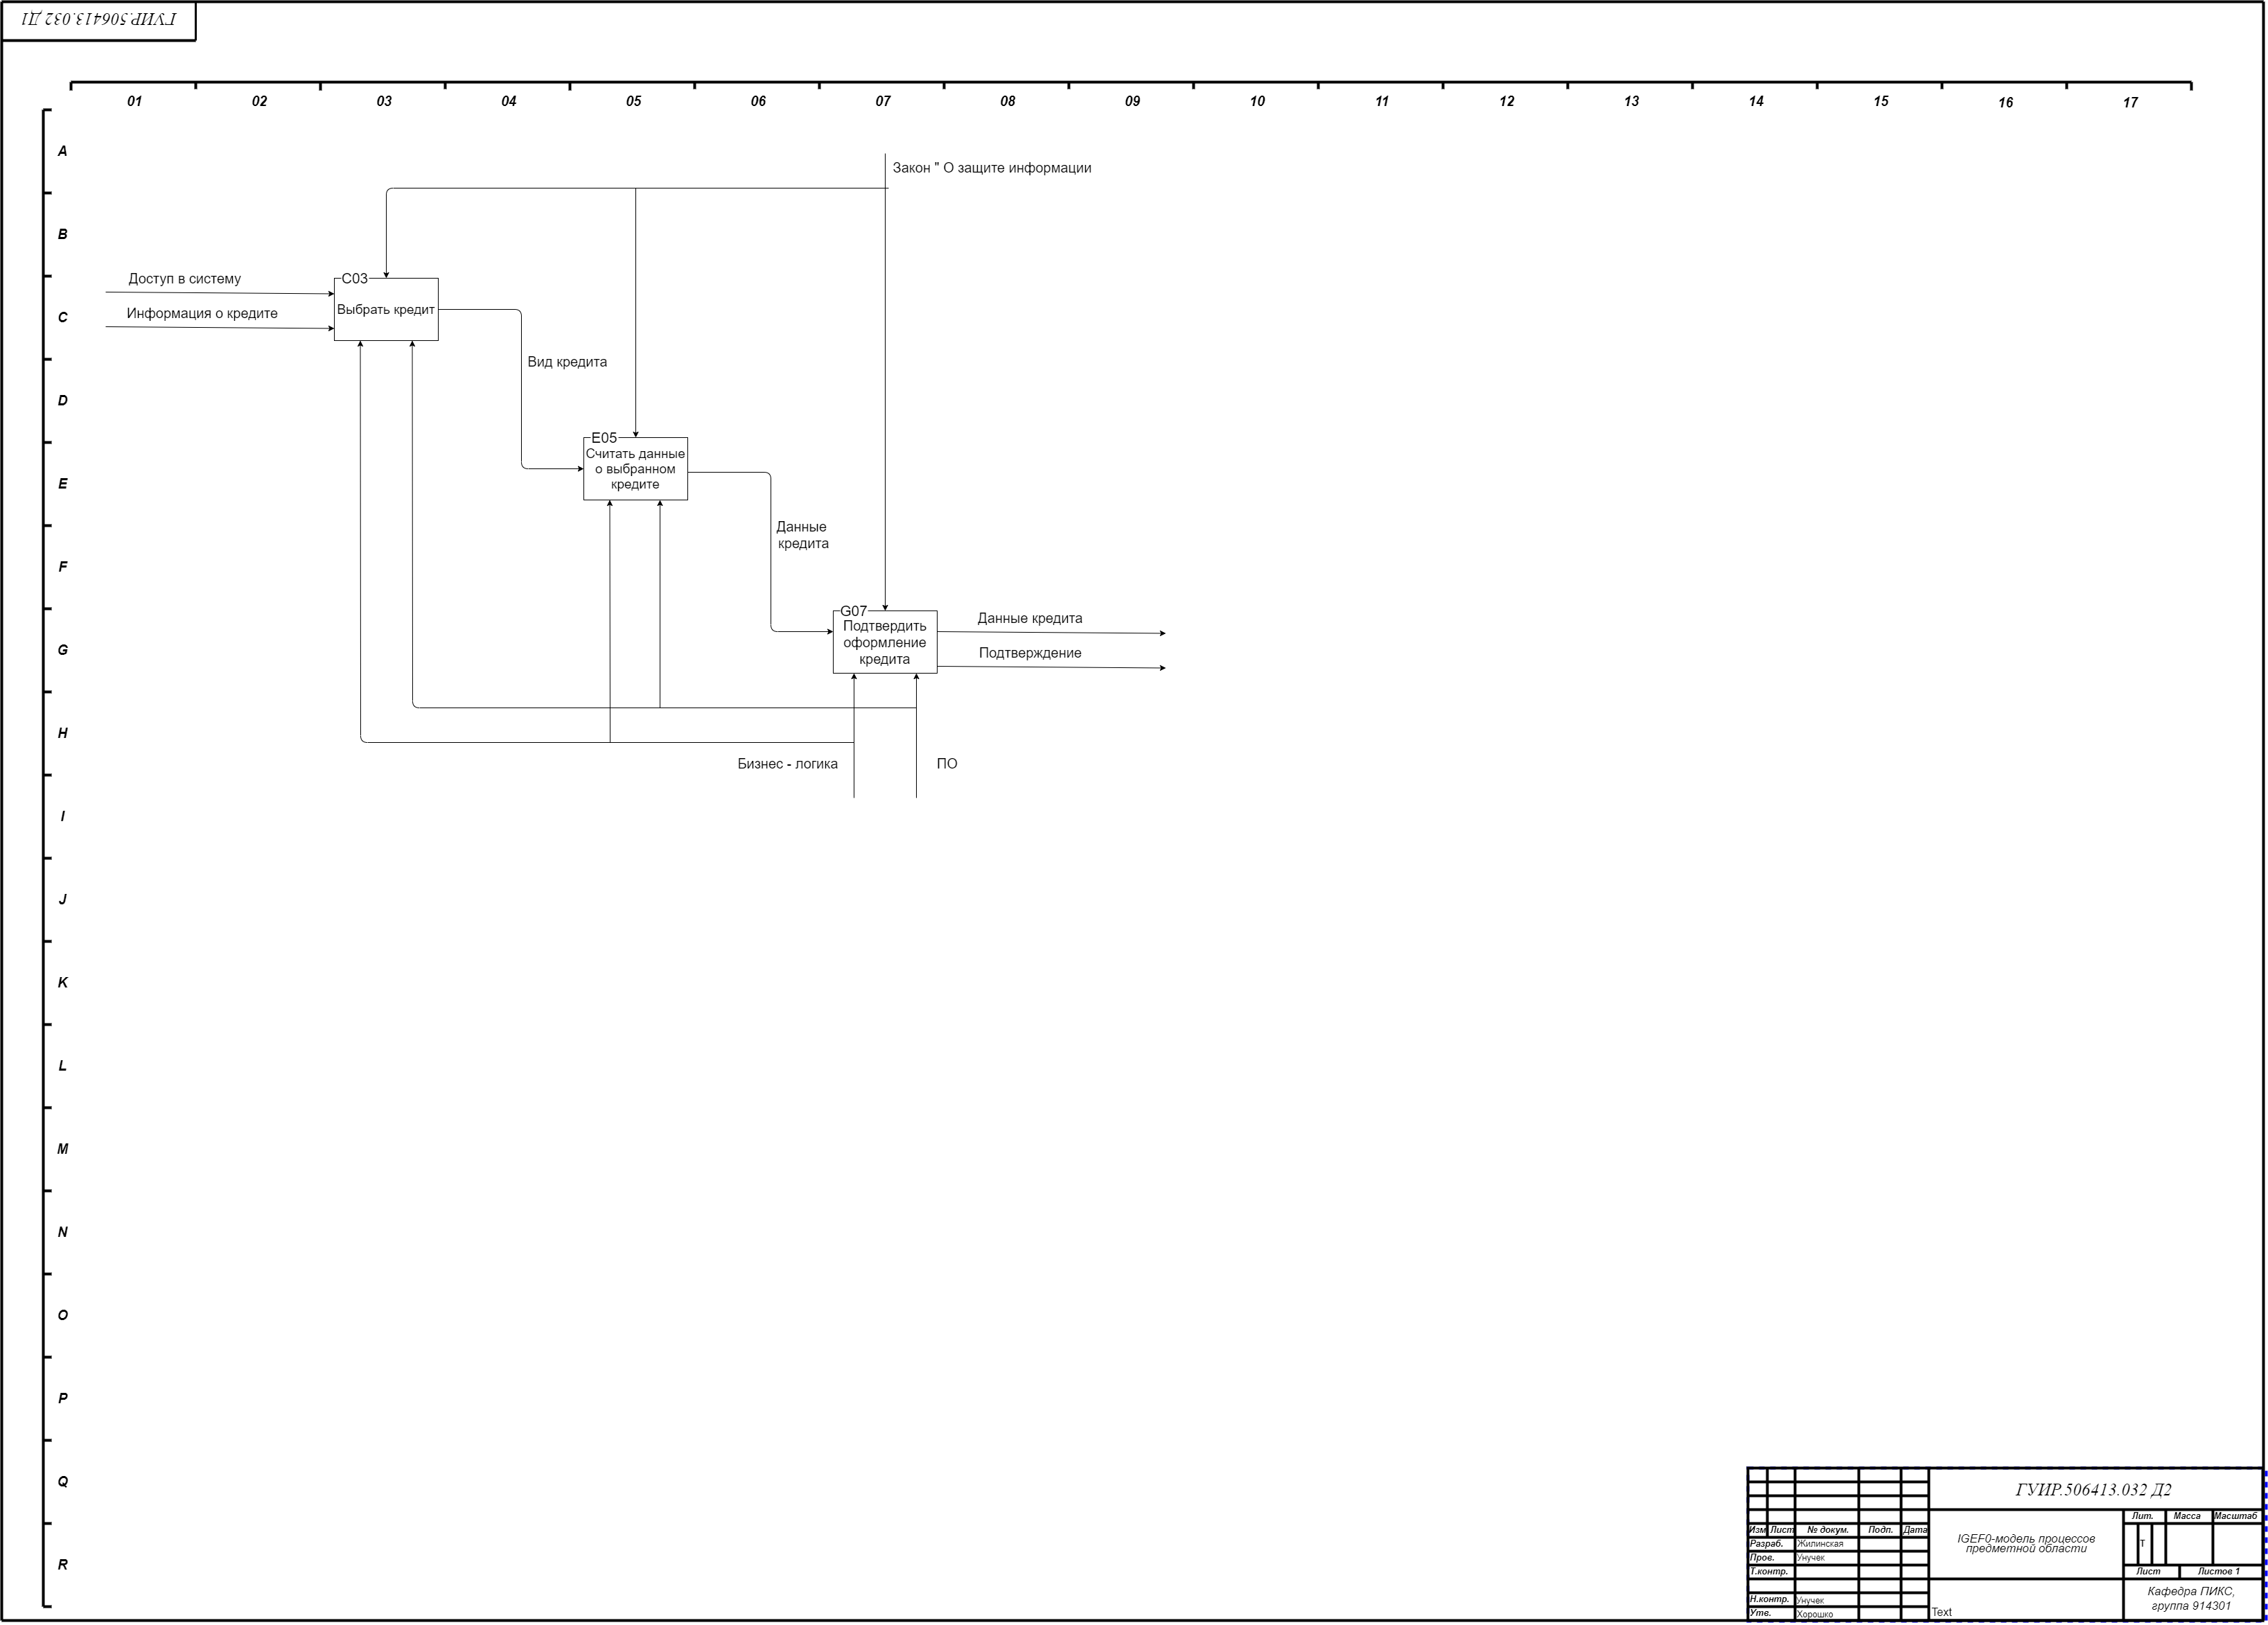 ГУИР.506413.032 Д1
01 02 03 04 05 06 07 08 09 10 11 12 13 14 15 16 17
A
Закон " О защите информации
B
C03
Доступ в систему
Выбрать кредит
Информация о кредите
C
Вид кредита
D
E05
Считать данные
о выбранном
кредите
E
Данные
кредита
F
G07
Подтвердить
оформление
кредита
Данные кредита
G
Подтверждение
H
Бизнес - логика
ПО
I
J
K
L
M
N
O
P
Q
R
ГУИР.506413.032 Д2
Изм Лист № докум. Подп. Дата
Разраб. Жилинская
Пров. Унучек
Т.контр.
Н.контр. Унучек
Утв. Хорошко
IGEF0-модель процессов
предметной области
Лит. Масса Масштаб
Т
Лист Листов 1
Text
Кафедра ПИКС,
группа 914301